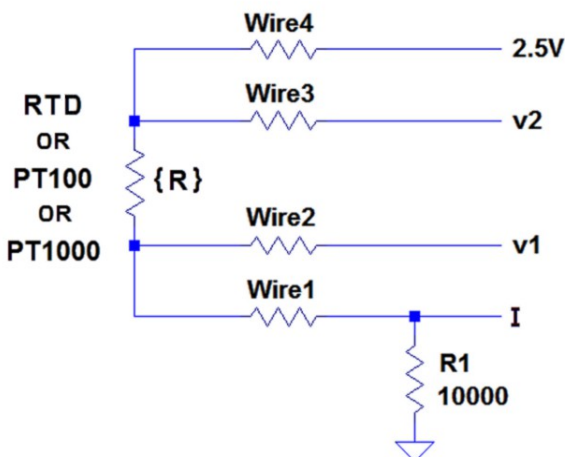 Wire4
2.5V
Wire3
v2
RTD
OR
PT100
OR
PT1000
{R}
Wire2
v1
Wire1
I
R1
10000